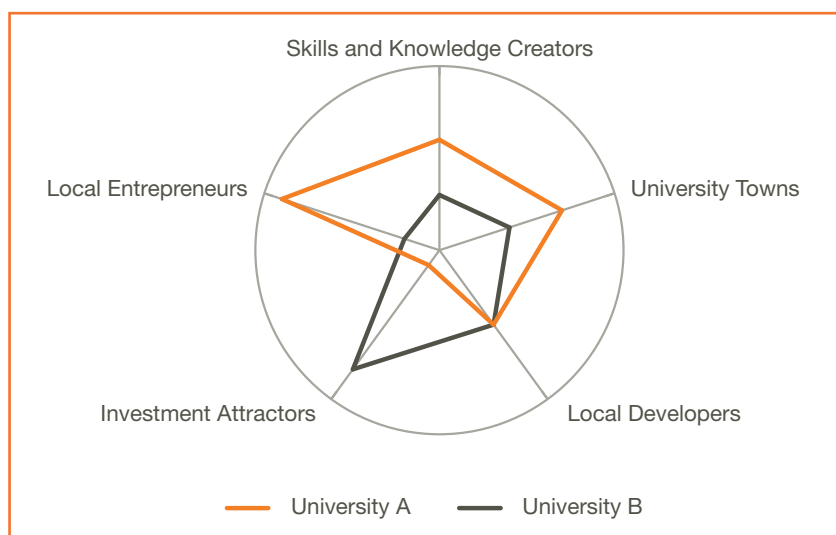 Skills and Knowledge Creators
Local Entrepreneurs
University Towns
Investment Attractors
Local Developers
University A
University B